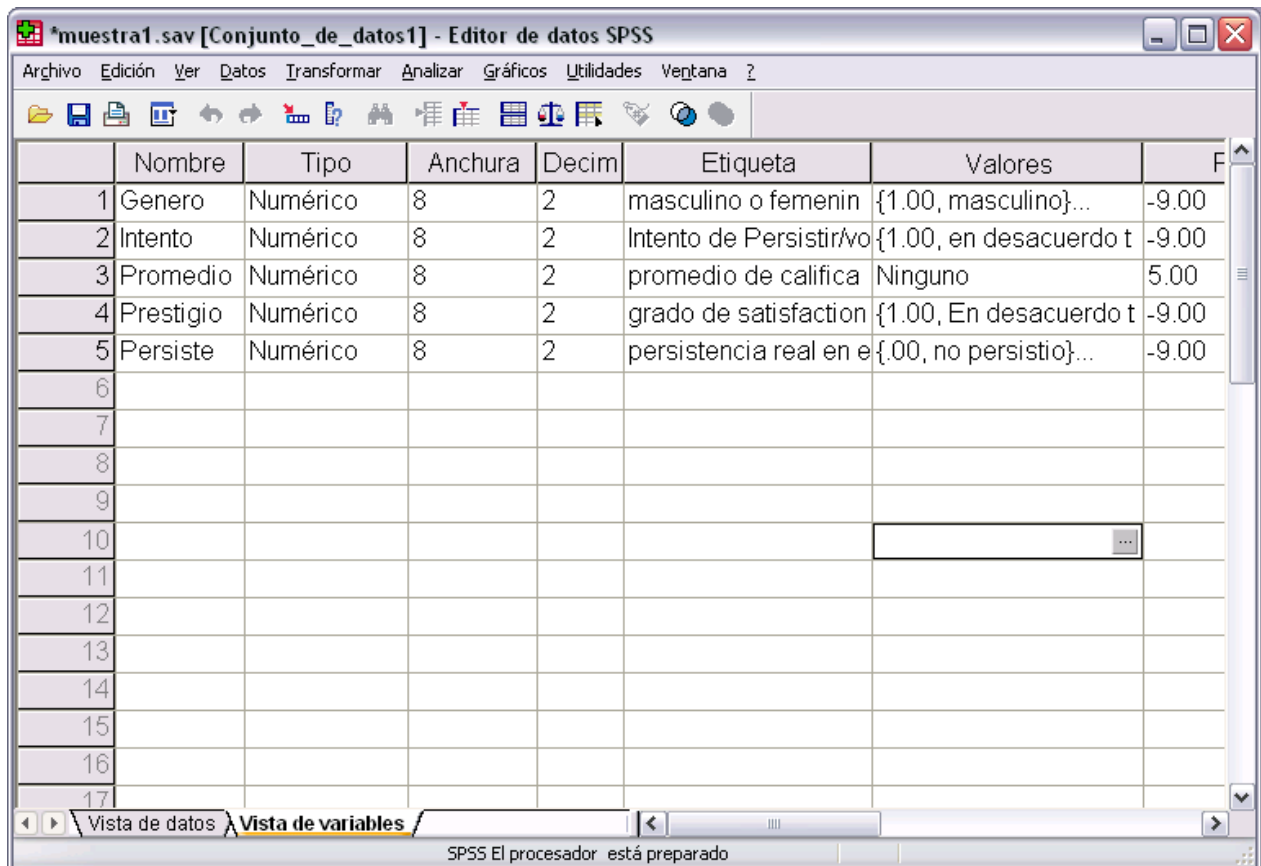 *muestra1.sav [Conjunto_de_datos1] - Editor de datos SPSS
Archivo Edición Ver Datos Transformar Analizar Gráficos Utilidades Ventana ?
Nombre Tipo Anchura Decim Etiqueta Valores
1 Genero Numérico 8 2 masculino o femenin {1.00, masculino}... -9.00
2 Intento Numérico 8 2 Intento de Persistir/vo {1.00, en desacuerdo t -9.00
3 Promedio Numérico 8 2 promedio de califica Ninguno 5.00
4 Prestigio Numérico 8 2 grado de satisfaction {1.00, En desacuerdo t -9.00
5 Persiste Numérico 8 2 persistencia real en e {.00, no persistio}... -9.00
6
7
8
9
10 ...
11
12
13
14
15
16
17
Vista de datos Vista de variables
SPSS El procesador está preparado